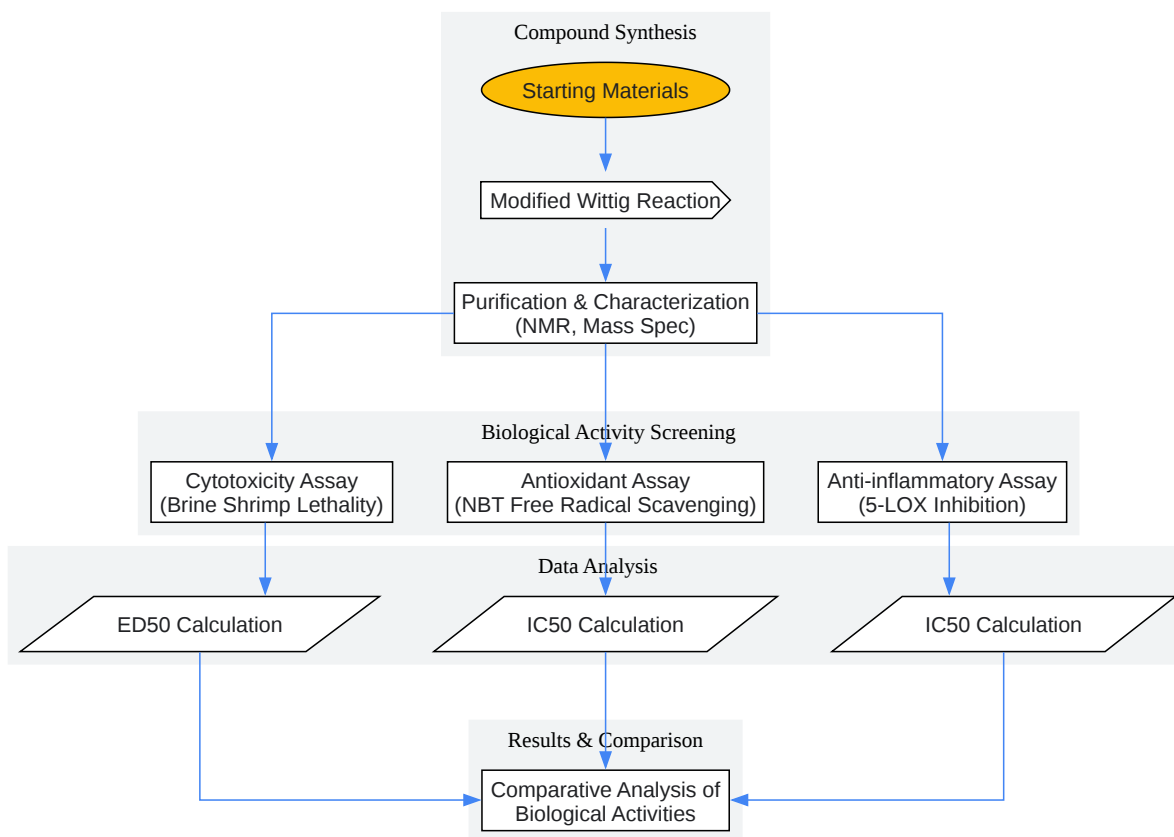 Compound Synthesis
Starting Materials
Modified Wittig Reaction
Purification & Characterization
(NMR, Mass Spec)
Biological Activity Screening
Cytotoxicity Assay
(Brine Shrimp Lethality)
Antioxidant Assay
(NBT Free Radical Scavenging)
Anti-inflammatory Assay
(5-LOX Inhibition)
Data Analysis
ED50 Calculation
IC50 Calculation
IC50 Calculation
Results & Comparison
Comparative Analysis of
Biological Activities